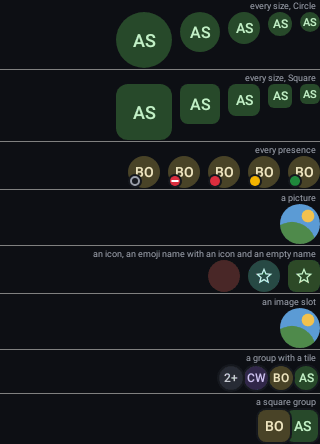 every size, Circle
AS AS AS AS AS
every size, Square
AS AS AS AS AS
every presence
BO BO BO BO BO
a picture
an icon, an emoji name with an icon and an empty name
an image slot
a group with a tile
2+ CW BO AS
a square group
BO AS